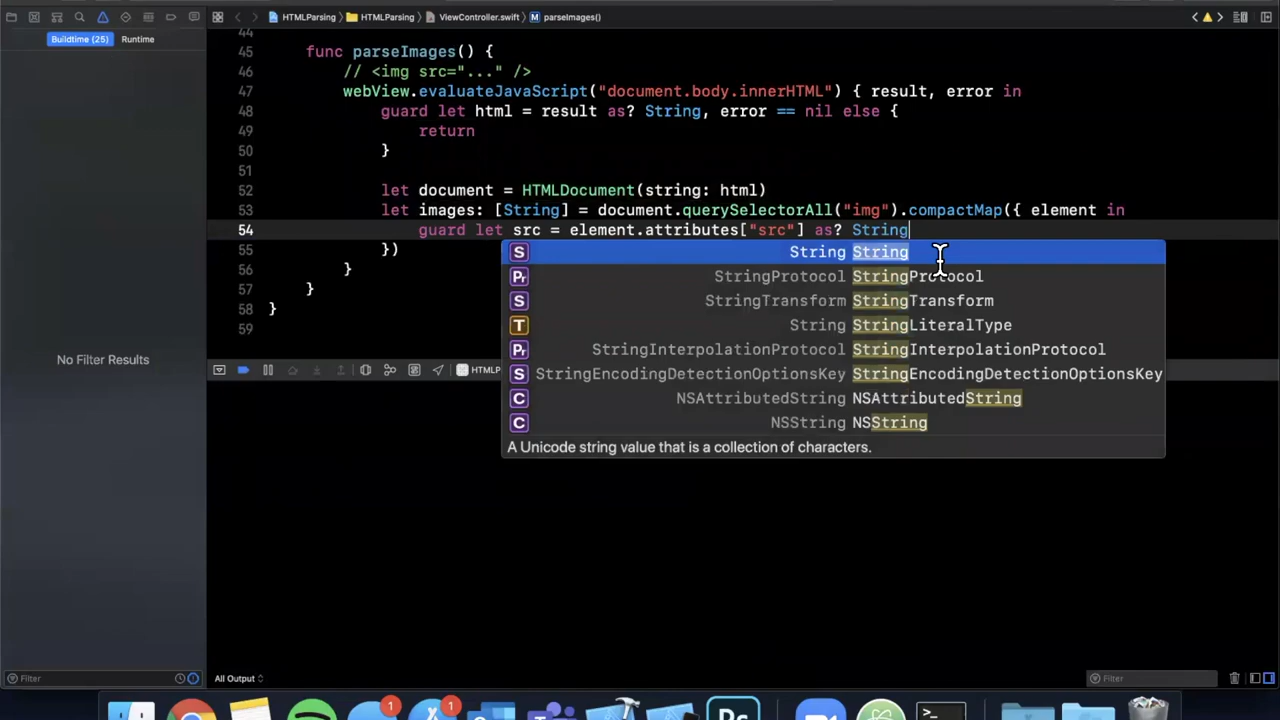 HTMLParsing HTMLParsing ViewController.swift M parseImages()
Buildtime (25) Runtime
44
45 func parseImages() {
46 // <img src="..." />
47 webView.evaluateJavaScript("document.body.innerHTML") { result, error in
48 guard let html = result as? String, error == nil else {
49 return
50 }
51
52 let document = HTMLDocument(string: html)
53 let images: [String] = document.querySelectorAll("img").compactMap({ element in
54 guard let src = element.attributes["src"] as? String
55 })
56 }
57 }
58 }
59
S String String
Pr StringProtocol StringProtocol
S StringTransform StringTransform
T String StringLiteralType
Pr StringInterpolationProtocol StringInterpolationProtocol
S StringEncodingDetectionOptionsKey StringEncodingDetectionOptionsKey
C NSAttributedString NSAttributedString
C NSString NSString
A Unicode string value that is a collection of characters.
No Filter Results
HTMLP
Filter
All Output
Filter
1 1